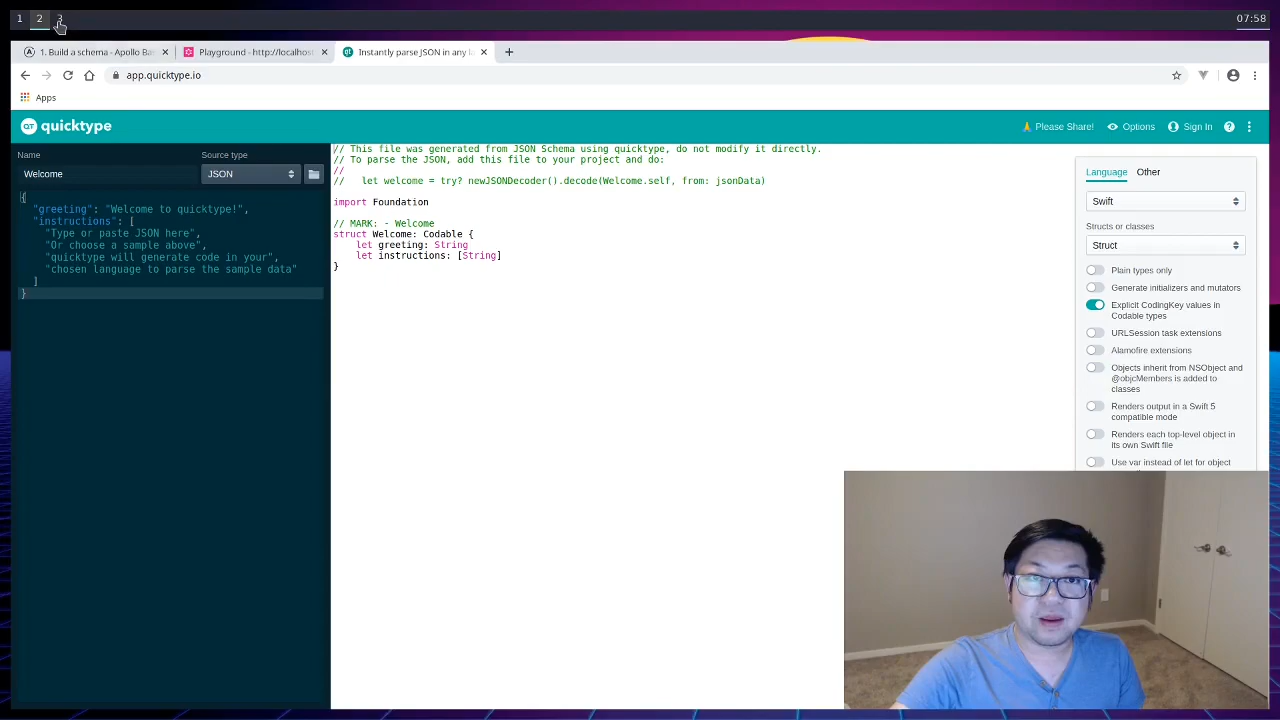 1 2 3 07:58
1. Build a schema - Apollo Ba
Playground - http://localhost
Instantly parse JSON in any la
app.quicktype.io
Apps
QT quicktype
Please Share!
Options
Sign In
Name
Source type
Welcome
JSON
{
"greeting": "Welcome to quicktype!",
"instructions": [
"Type or paste JSON here",
"Or choose a sample above",
"quicktype will generate code in your",
"chosen language to parse the sample data"
]
}
// This file was generated from JSON Schema using quicktype, do not modify it directly.
// To parse the JSON, add this file to your project and do:
//
//   let welcome = try? newJSONDecoder().decode(Welcome.self, from: jsonData)
import Foundation
// MARK: - Welcome
struct Welcome: Codable {
let greeting: String
let instructions: [String]
}
Language Other
Swift
Structs or classes
Struct
Plain types only
Generate initializers and mutators
Explicit CodingKey values in
Codable types
URLSession task extensions
Alamofire extensions
Objects inherit from NSObject and
@objcMembers is added to
classes
Renders output in a Swift 5
compatible mode
Renders each top-level object in
its own Swift file
Use var instead of let for object